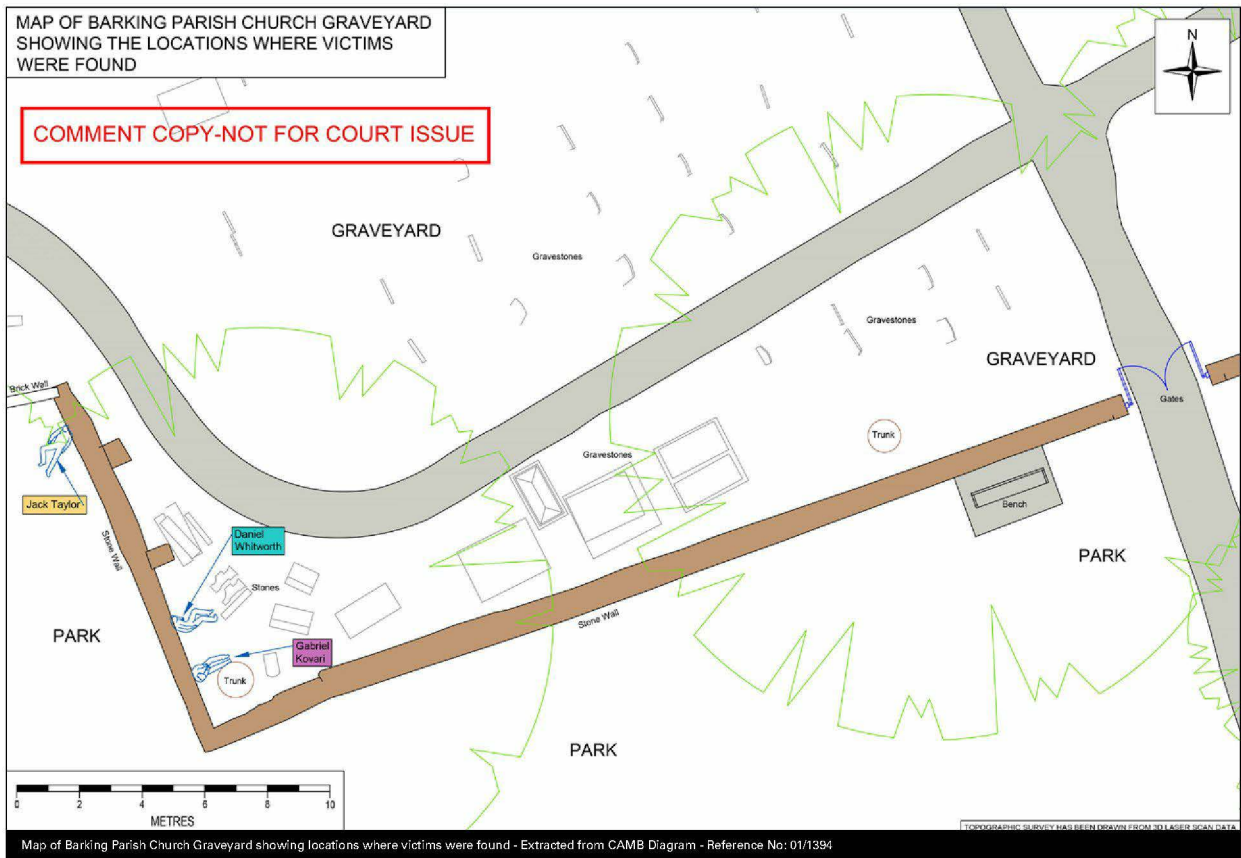 MAP OF BARKING PARISH CHURCH GRAVEYARD
SHOWING THE LOCATIONS WHERE VICTIMS
WERE FOUND
N
COMMENT COPY-NOT FOR COURT ISSUE
GRAVEYARD
Gravestones
Gravestones
GRAVEYARD
Gates
Brick Wall
Trunk
Gravestones
Jack Taylor
Bench
Stone Wall
Daniel
Whitworth
PARK
Stones
Stone Wall
PARK
Gabriel
Kovari
Trunk
PARK
0 2 4 6 8 10
METRES
TOPOGRAPHIC SURVEY HAS BEEN DRAWN FROM 3D LASER SCAN DATA
Map of Barking Parish Church Graveyard showing locations where victims were found - Extracted from CAMB Diagram - Reference No: 01/1394